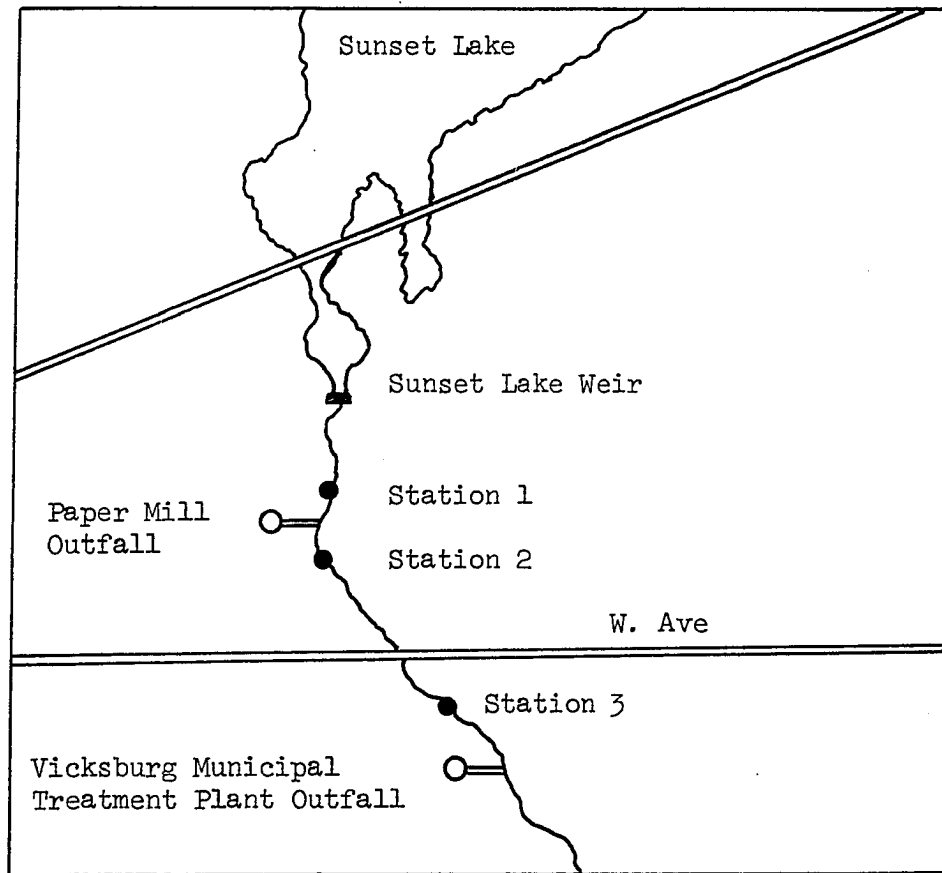 Sunset Lake
Sunset Lake Weir
Station 1
Paper Mill
Outfall
Station 2
W. Ave
Station 3
Vicksburg Municipal
Treatment Plant Outfall